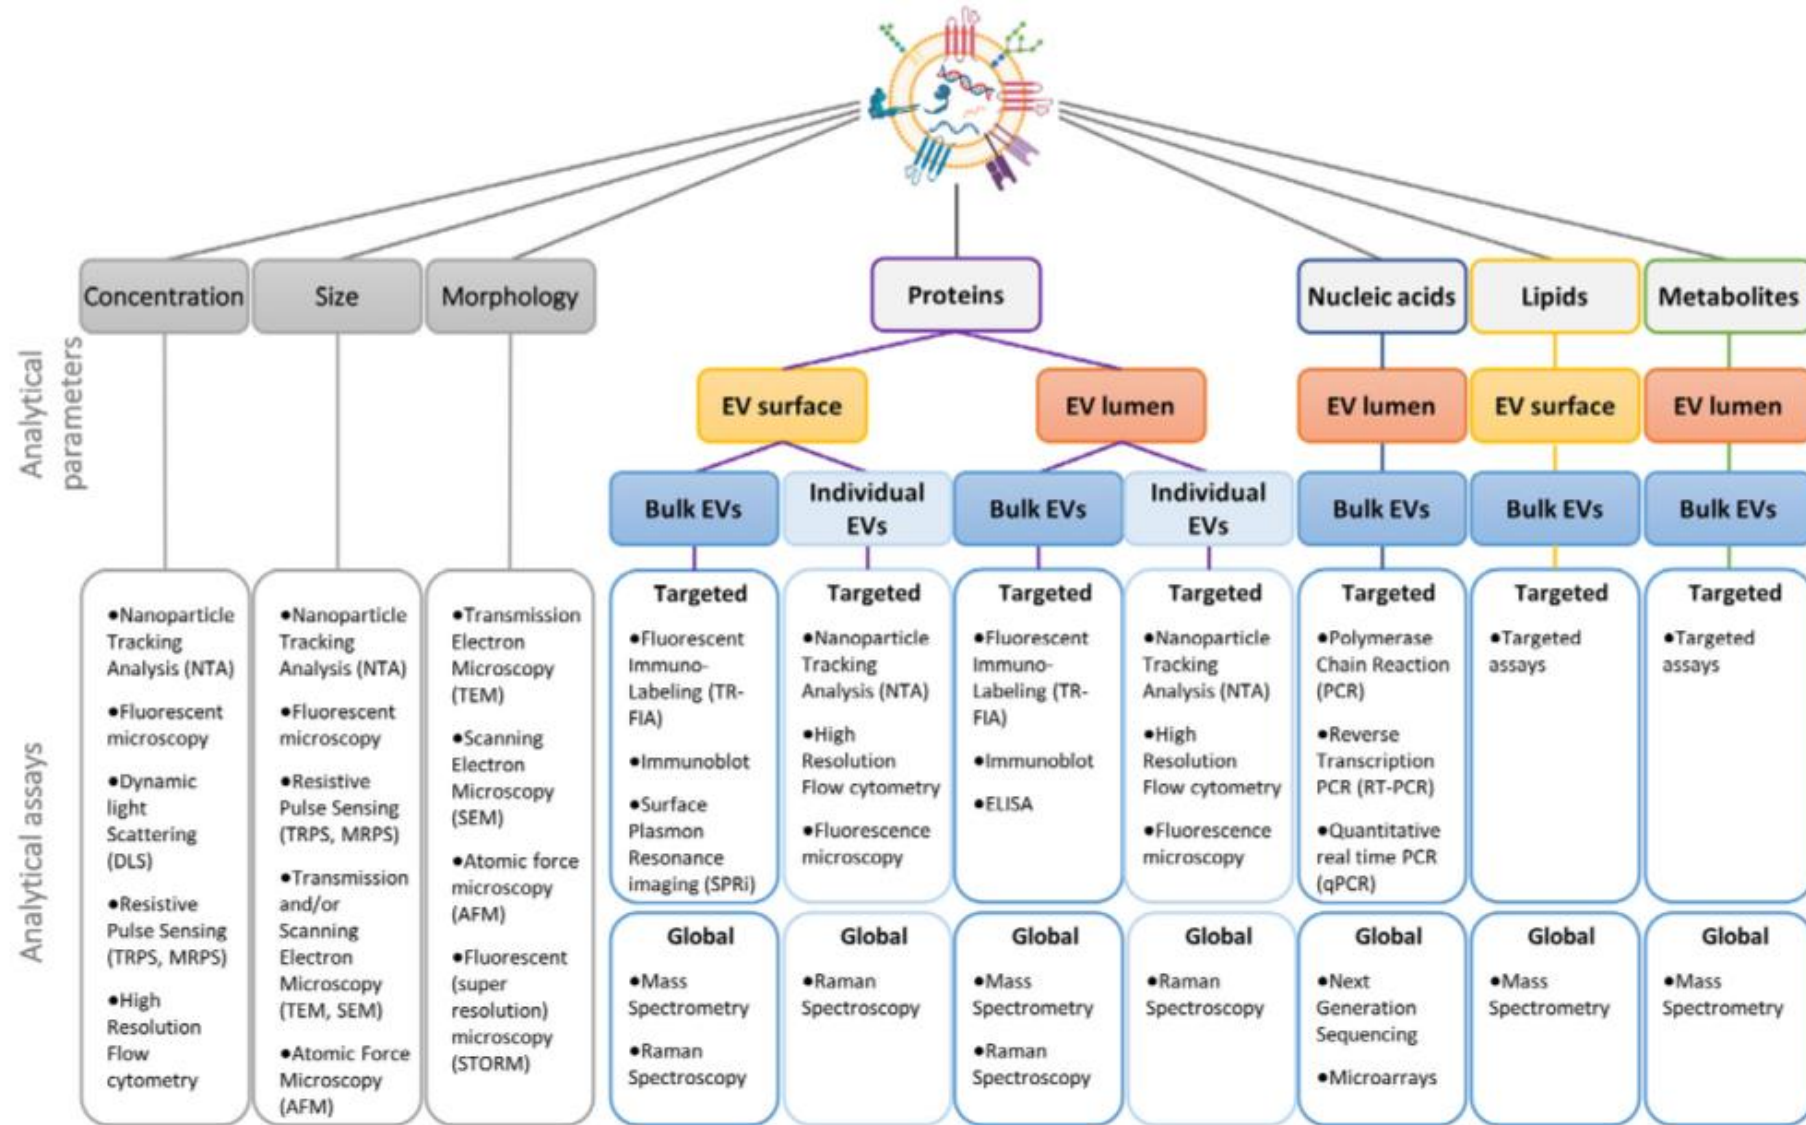 Concentration
Size
Morphology
Proteins
Nucleic acids
Lipids
Metabolites
Analytical
parameters
EV surface
EV lumen
EV lumen
EV surface
EV lumen
Bulk EVs
Individual
EVs
Bulk EVs
Individual
EVs
Bulk EVs
Bulk EVs
Bulk EVs
Analytical assays
●Nanoparticle
Tracking
Analysis (NTA)
●Fluorescent
microscopy
●Dynamic
light
Scattering
(DLS)
●Resistive
Pulse Sensing
(TRPS, MRPS)
●High
Resolution
Flow
cytometry
●Nanoparticle
Tracking
Analysis (NTA)
●Fluorescent
microscopy
●Resistive
Pulse Sensing
(TRPS, MRPS)
●Transmission
and/or
Scanning
Electron
Microscopy
(TEM, SEM)
●Atomic Force
Microscopy
(AFM)
●Transmission
Electron
Microscopy
(TEM)
●Scanning
Electron
Microscopy
(SEM)
●Atomic force
microscopy
(AFM)
●Fluorescent
(super
resolution)
microscopy
(STORM)
Targeted
●Fluorescent
Immuno-
Labeling (TR-
FIA)
●Immunoblot
●Surface
Plasmon
Resonance
imaging (SPRi)
Global
●Mass
Spectrometry
●Raman
Spectroscopy
Targeted
●Nanoparticle
Tracking
Analysis (NTA)
●High
Resolution
Flow cytometry
●Fluorescence
microscopy
Global
●Raman
Spectroscopy
Targeted
●Fluorescent
Immuno-
Labeling (TR-
FIA)
●Immunoblot
●ELISA
Global
●Mass
Spectrometry
●Raman
Spectroscopy
Targeted
●Nanoparticle
Tracking
Analysis (NTA)
●High
Resolution
Flow cytometry
●Fluorescence
microscopy
Global
●Raman
Spectroscopy
Targeted
●Polymerase
Chain Reaction
(PCR)
●Reverse
Transcription
PCR (RT-PCR)
●Quantitative
real time PCR
(qPCR)
Global
●Next
Generation
Sequencing
●Microarrays
Targeted
●Targeted
assays
Global
●Mass
Spectrometry
Targeted
●Targeted
assays
Global
●Mass
Spectrometry